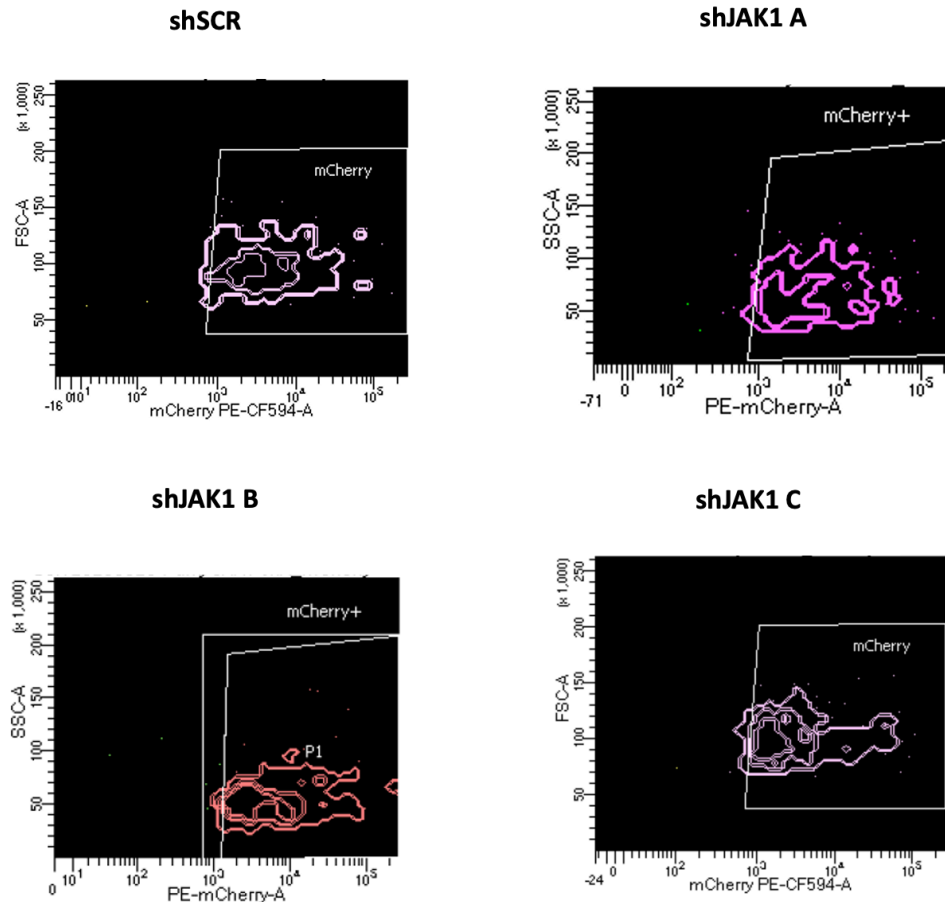 shSCR
shJAK1 A
(x 1,000)
250
200
150
100
50
FSC-A
mCherry
-16 0 10¹ 10² 10³ 10⁴ 10⁵
mCherry PE-CF594-A
(x 1,000)
250
200
150
100
50
SSC-A
mCherry+
-71 0 10² 10³ 10⁴ 10⁵
PE-mCherry-A
shJAK1 B
shJAK1 C
(x 1,000)
250
200
150
100
50
SSC-A
mCherry+
P1
0 10¹ 10² 10³ 10⁴ 10⁵
PE-mCherry-A
(x 1,000)
250
200
150
100
50
FSC-A
mCherry
-24 0 10² 10³ 10⁴ 10⁵
mCherry PE-CF594-A